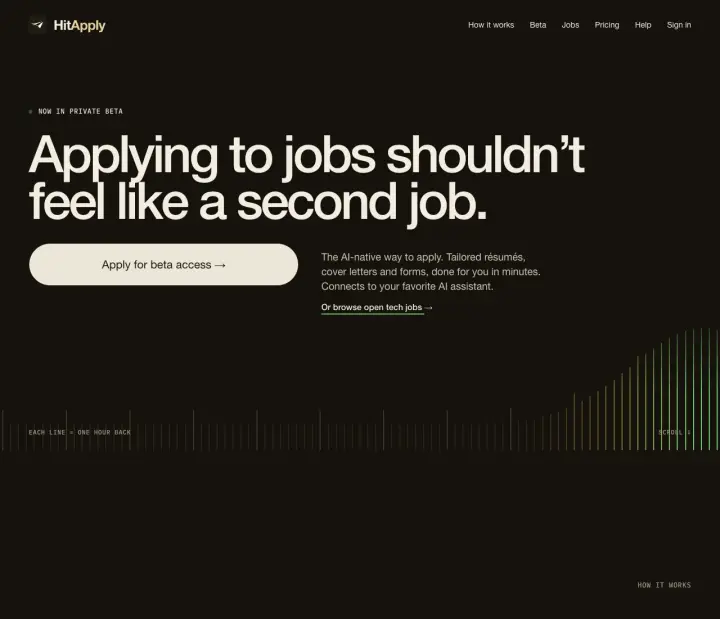 HitApply
How it works Beta Jobs Pricing Help Sign in
NOW IN PRIVATE BETA
Applying to jobs shouldn’t
feel like a second job.
Apply for beta access →
The AI-native way to apply. Tailored résumés,
cover letters and forms, done for you in minutes.
Connects to your favorite AI assistant.
Or browse open tech jobs →
EACH LINE = ONE HOUR BACK
SCROLL ↓
HOW IT WORKS